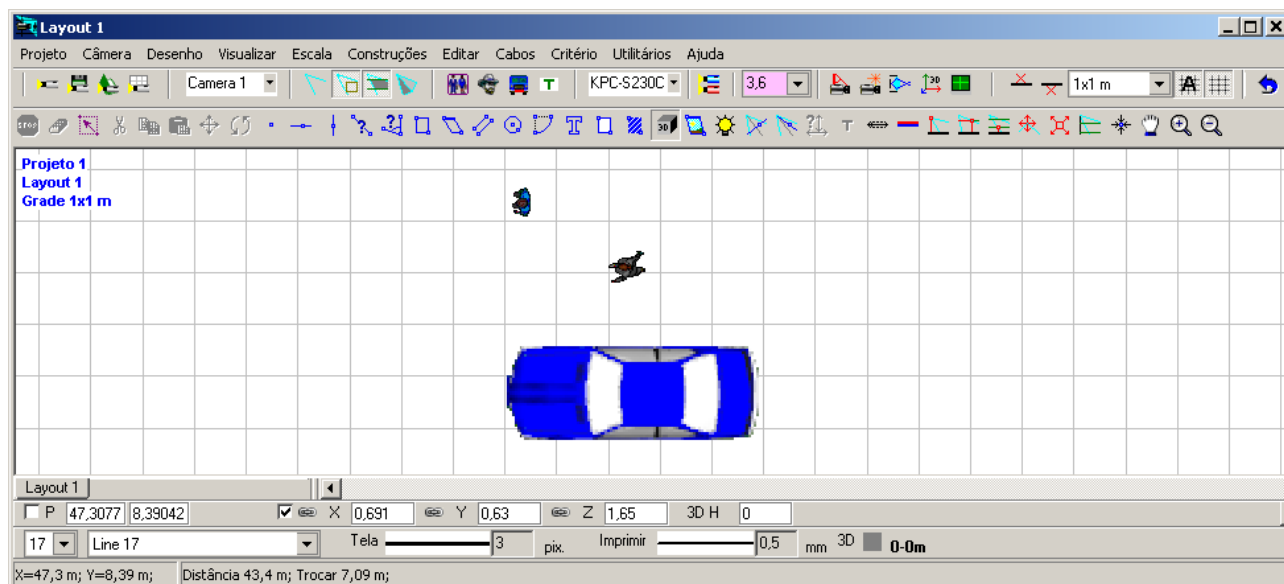 Layout 1
Projeto Câmera Desenho Visualizar Escala Construções Editar Cabos Critério Utilitários Ajuda
Camera 1 T KPC-S230C 3,6 3D 1x1 m A
STOP ? ? T 3D ? T
Projeto 1
Layout 1
Grade 1x1 m
Layout 1
P 47,3077 8,39042 X 0,691 Y 0,63 Z 1,65 3D H 0
17 Line 17 Tela 3 pix. Imprimir 0,5 mm 3D 0-0m
X=47,3 m; Y=8,39 m; Distância 43,4 m; Trocar 7,09 m;